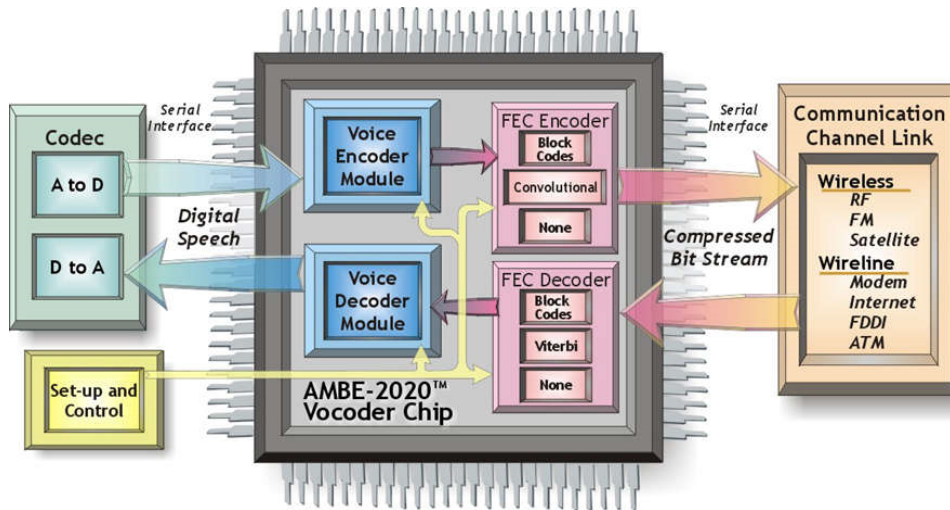 Codec
A to D
D to A
Set-up and
Control
Serial
Interface
Digital
Speech
Voice
Encoder
Module
Voice
Decoder
Module
AMBE-2020™
Vocoder Chip
FEC Encoder
Block
Codes
Convolutional
None
FEC Decoder
Block
Codes
Viterbi
None
Serial
Interface
Compressed
Bit Stream
Communication
Channel Link
Wireless
RF
FM
Satellite
Wireline
Modem
Internet
FDDI
ATM